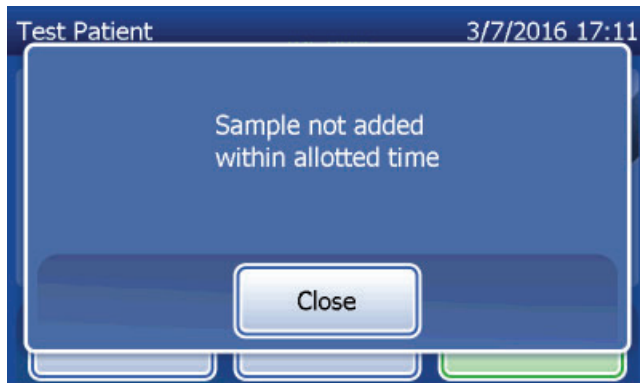 Test Patient 3/7/2016 17:11
Sample not added
within allotted time
Close